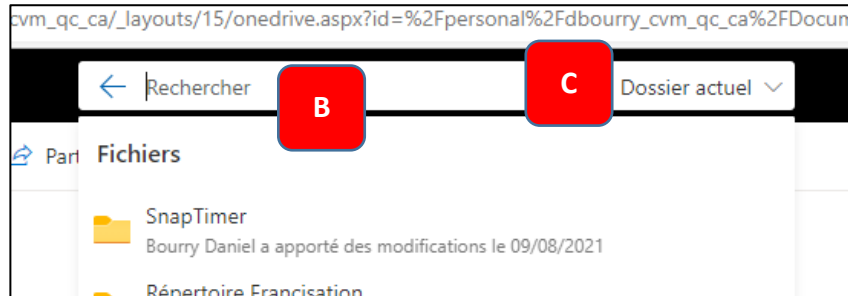 cvm_qc_ca/_layouts/15/onedrive.aspx?id=%2Fpersonal%2Fdbourry_cvm_qc_ca%2FDocum
Rechercher B C Dossier actuel
Part Fichiers
SnapTimer
Bourry Daniel a apporté des modifications le 09/08/2021
Répertoire Francisation